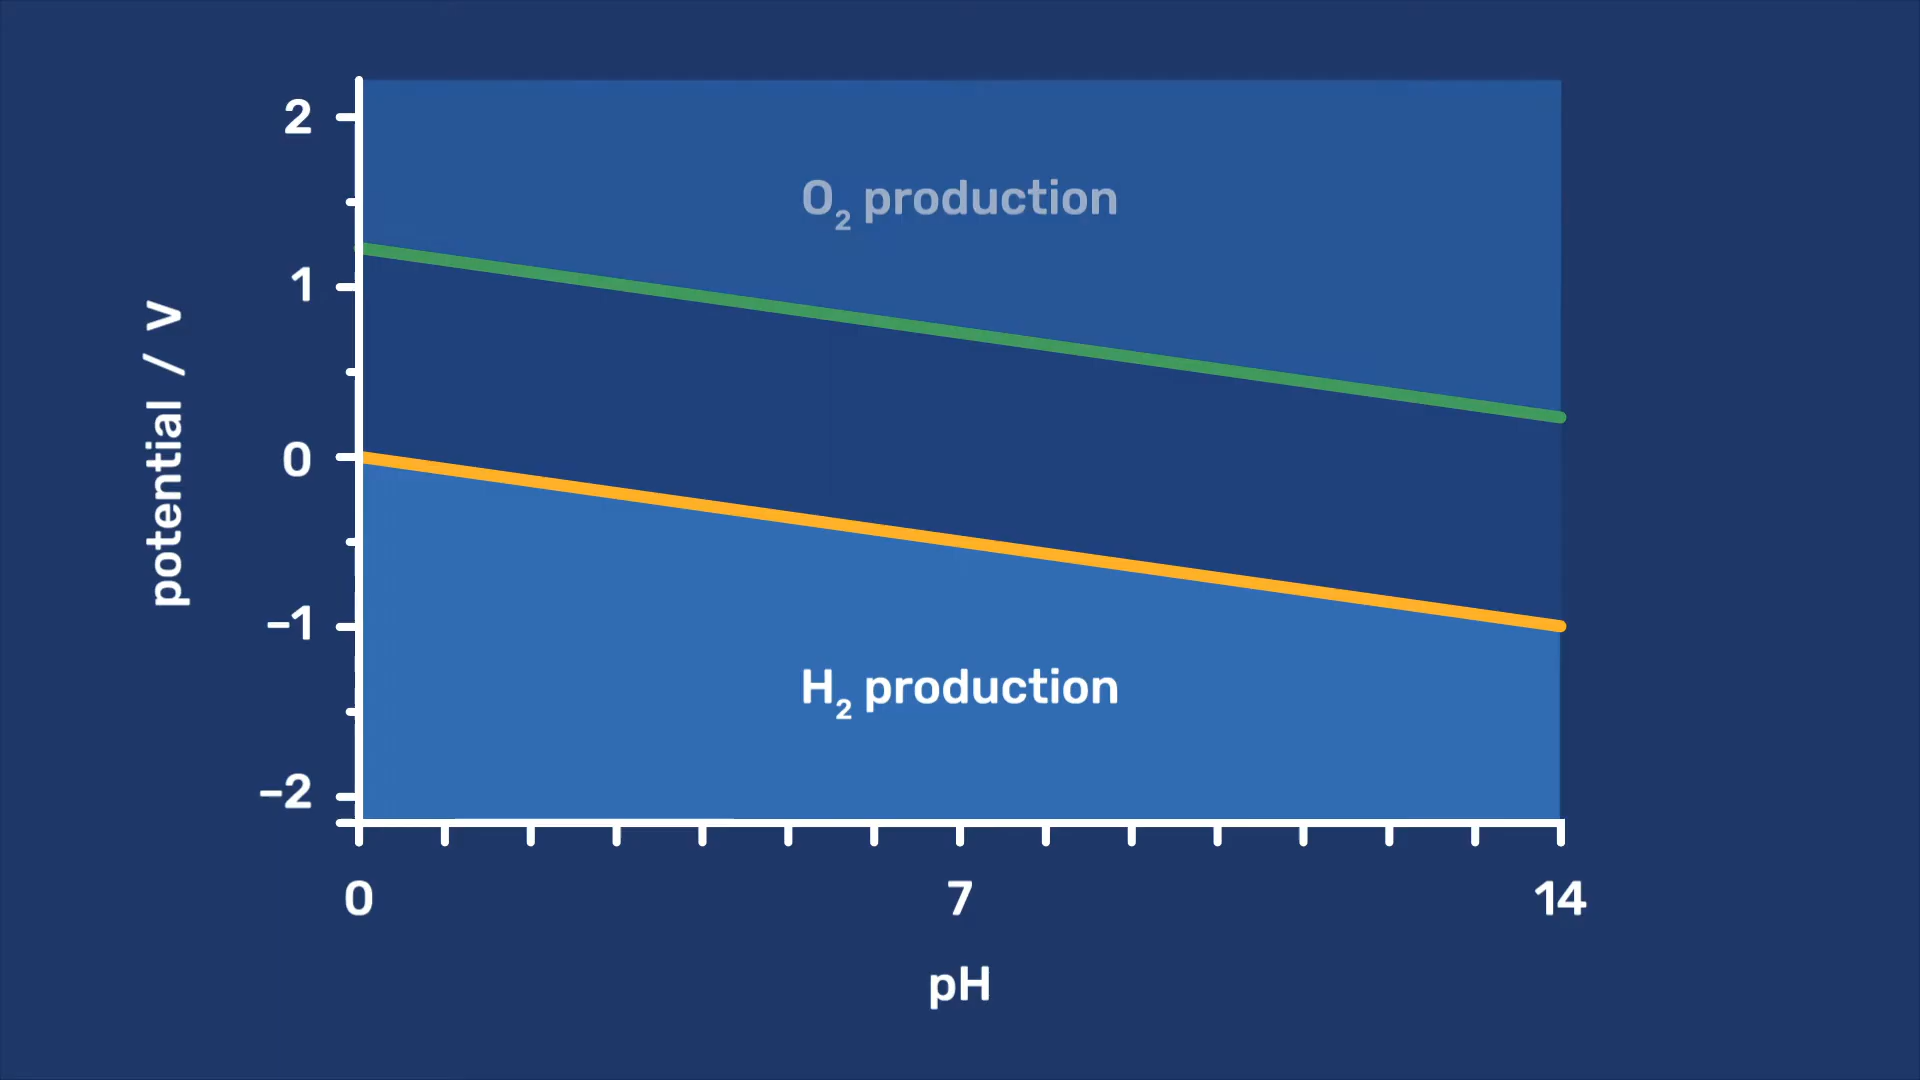 2
O₂ production
1
potential / V
0
−1
H₂ production
−2
0 7 14
pH